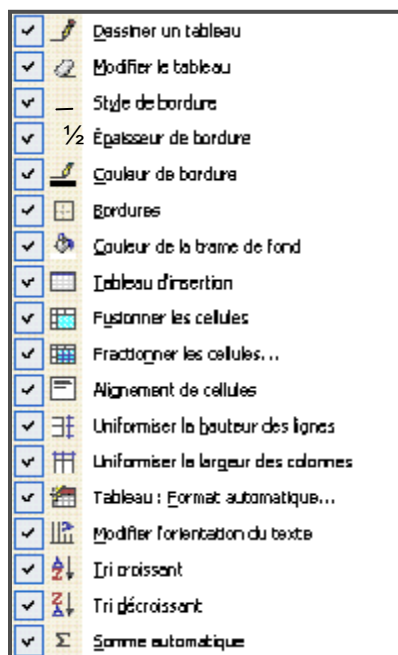 Dessiner un tableau
Modifier le tableau
Style de bordure
½ Épaisseur de bordure
Couleur de bordure
Bordures
Couleur de la trame de fond
Tableau d'insertion
Fusionner les cellules
Fractionner les cellules...
Alignement de cellules
Uniformiser la hauteur des lignes
Uniformiser la largeur des colonnes
Tableau : Format automatique...
Modifier l'orientation du texte
Tri croissant
Tri décroissant
Σ Somme automatique